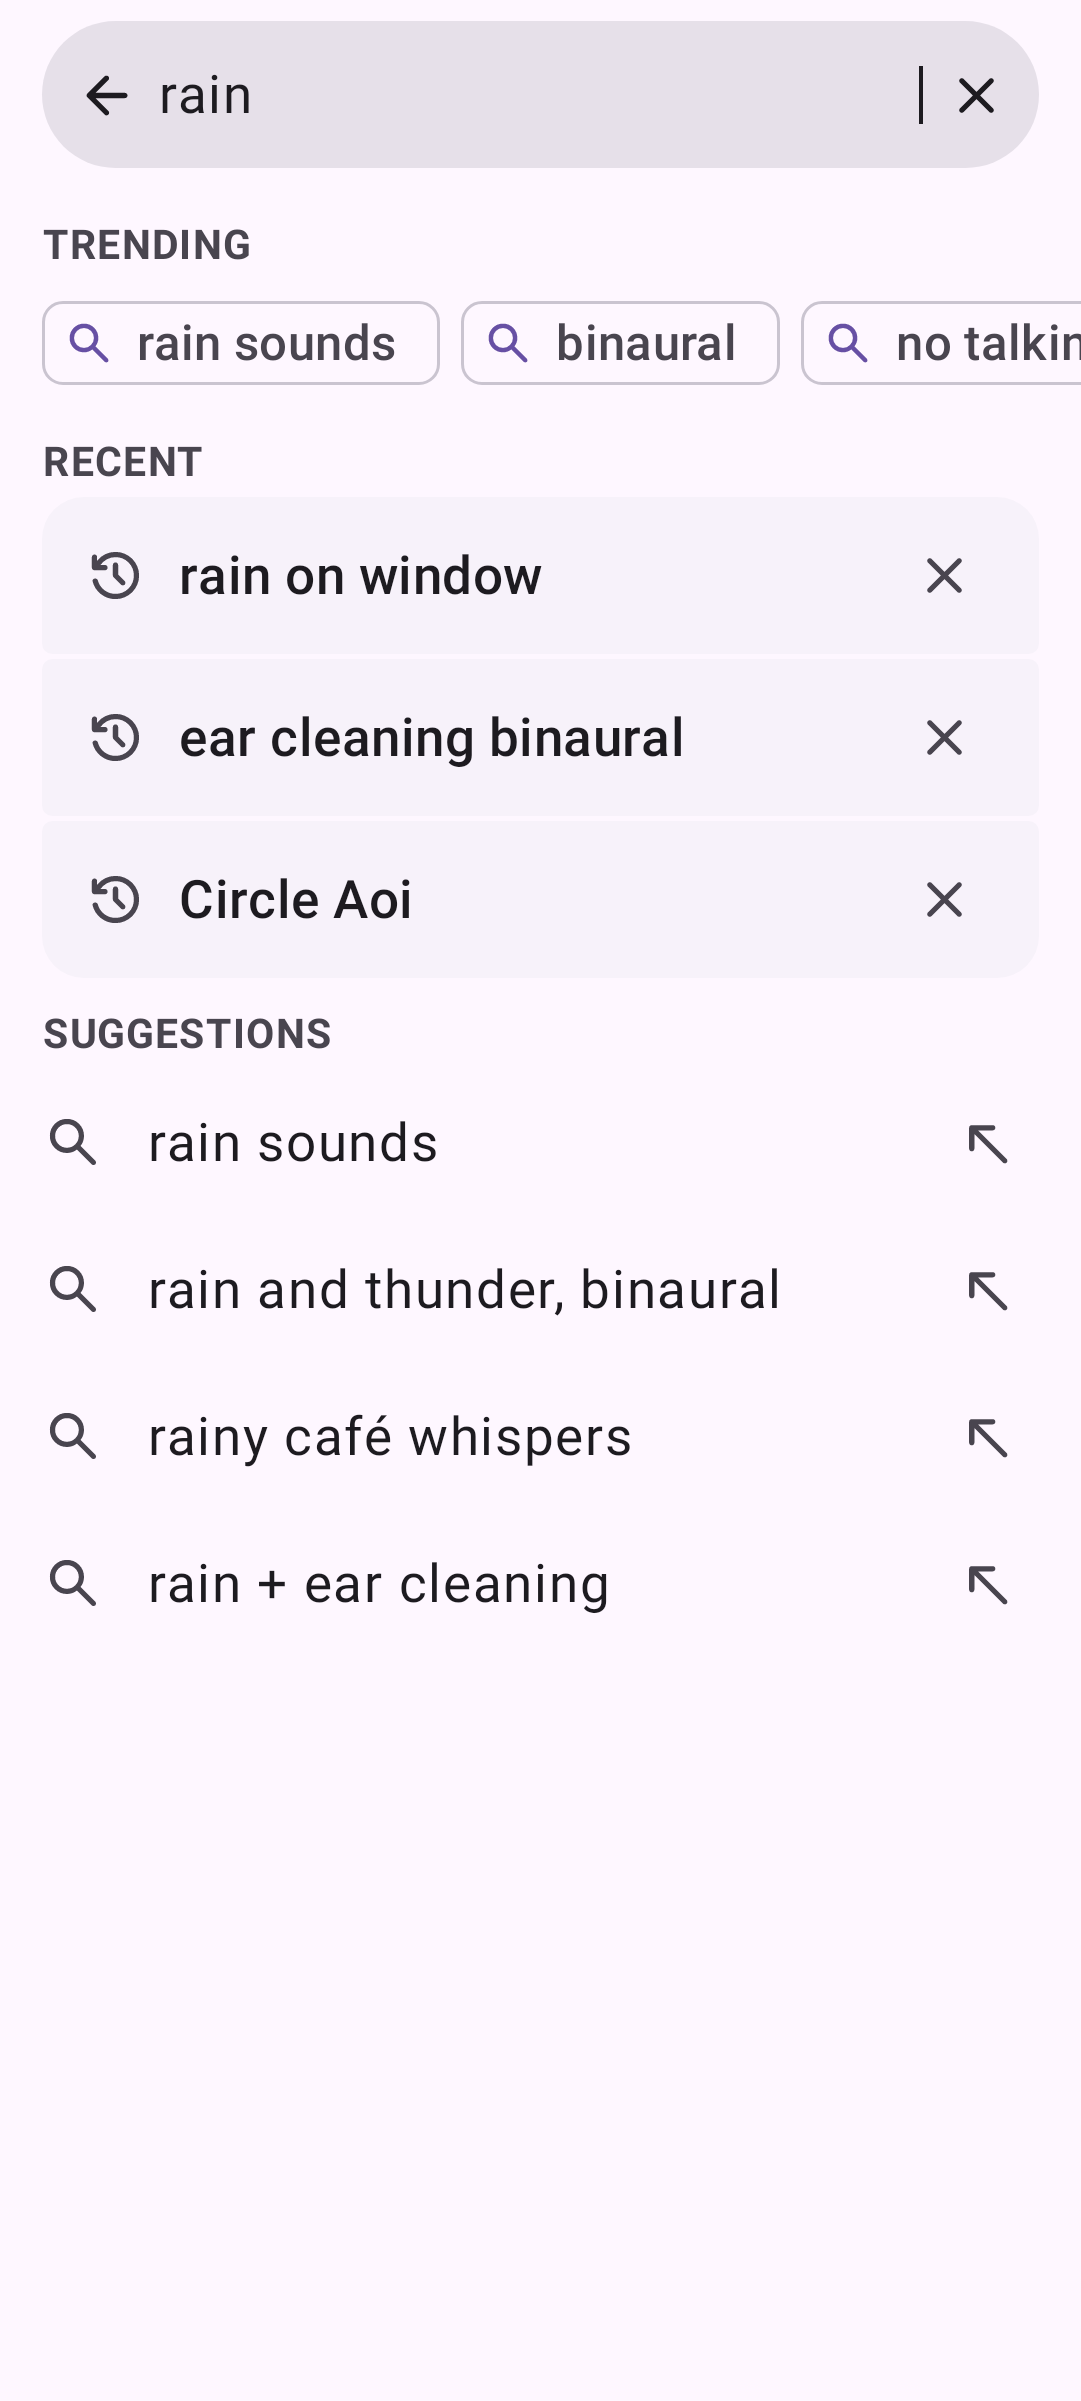 rain
TRENDING
rain sounds
binaural
no
RECENT
rain on window
ear cleaning binaural
Circle Aoi
SUGGESTIONS
rain sounds
rain and thunder, binaural
rainy café whispers
rain + ear cleaning